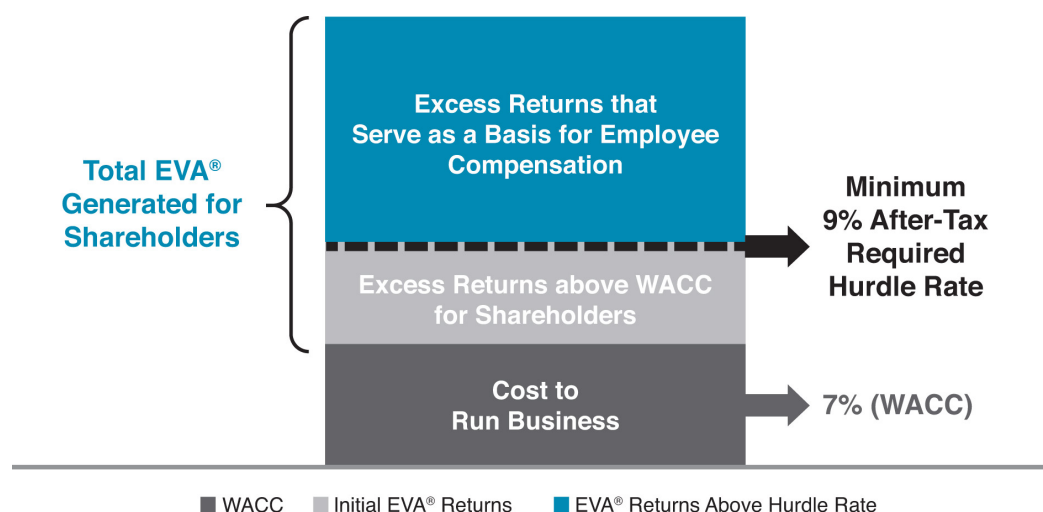 Excess Returns that
Serve as a Basis for Employee
Compensation
Total EVA®
Generated for
Shareholders
Minimum
9% After-Tax
Required
Hurdle Rate
Excess Returns above WACC
for Shareholders
Cost to
Run Business
7% (WACC)
WACC Initial EVA® Returns EVA® Returns Above Hurdle Rate